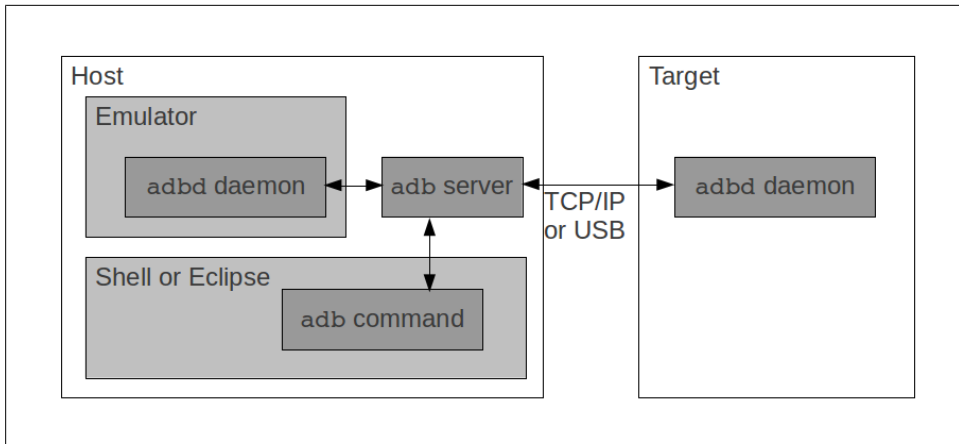 Host
Target
Emulator
adbd daemon
adb server
adbd daemon
TCP/IP
or USB
Shell or Eclipse
adb command